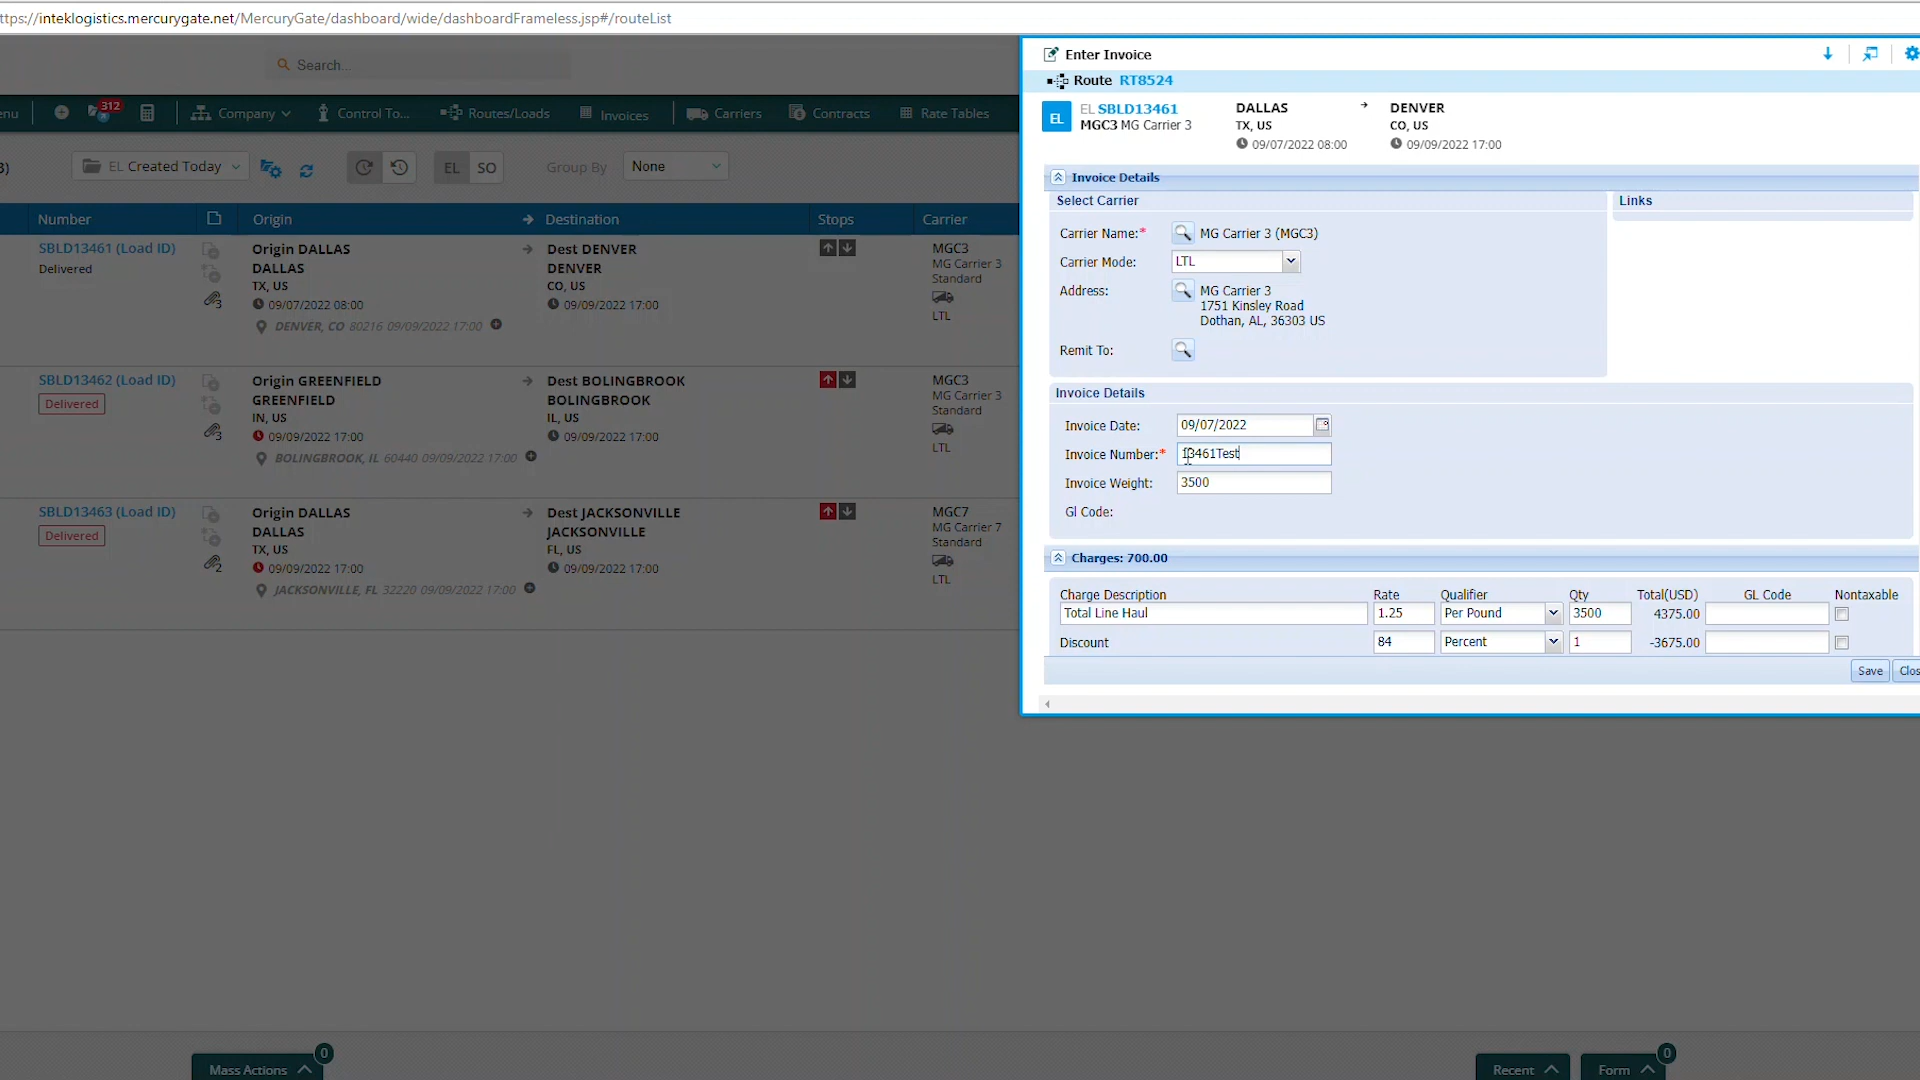 ttps://inteklogistics.mercurygate.net/MercuryGate/dashboard/wide/dashboardFrameless.jsp#/routeList
Search...
enu
312
Company
Control To...
Routes/Loads
Invoices
Carriers
Contracts
Rate Tables
3)
EL Created Today
EL
SO
Group By
None
Number
Origin
Destination
Stops
Carrier
SBLD13461 (Load ID)
Delivered
3
Origin DALLAS
DALLAS
TX, US
09/07/2022 08:00
DENVER, CO 80216 09/09/2022 17:00
Dest DENVER
DENVER
CO, US
09/09/2022 17:00
MGC3
MG Carrier 3
Standard
LTL
SBLD13462 (Load ID)
Delivered
3
Origin GREENFIELD
GREENFIELD
IN, US
09/09/2022 17:00
BOLINGBROOK, IL 60440 09/09/2022 17:00
Dest BOLINGBROOK
BOLINGBROOK
IL, US
09/09/2022 17:00
MGC3
MG Carrier 3
Standard
LTL
SBLD13463 (Load ID)
Delivered
2
Origin DALLAS
DALLAS
TX, US
09/09/2022 17:00
JACKSONVILLE, FL 32220 09/09/2022 17:00
Dest JACKSONVILLE
JACKSONVILLE
FL, US
09/09/2022 17:00
MGC7
MG Carrier 7
Standard
LTL
Enter Invoice
Route RT8524
EL
EL SBLD13461
MGC3 MG Carrier 3
DALLAS
TX, US
09/07/2022 08:00
DENVER
CO, US
09/09/2022 17:00
Invoice Details
Select Carrier
Links
Carrier Name:* MG Carrier 3 (MGC3)
Carrier Mode: LTL
Address: MG Carrier 3
1751 Kinsley Road
Dothan, AL, 36303 US
Remit To:
Invoice Details
Invoice Date: 09/07/2022
Invoice Number:* 13461Test
Invoice Weight: 3500
Gl Code:
Charges: 700.00
Charge Description Rate Qualifier Qty Total(USD) GL Code Nontaxable
Total Line Haul 1.25 Per Pound 3500 4375.00
Discount 84 Percent 1 -3675.00
Save
Clos
Mass Actions
0
Recent
Form
0